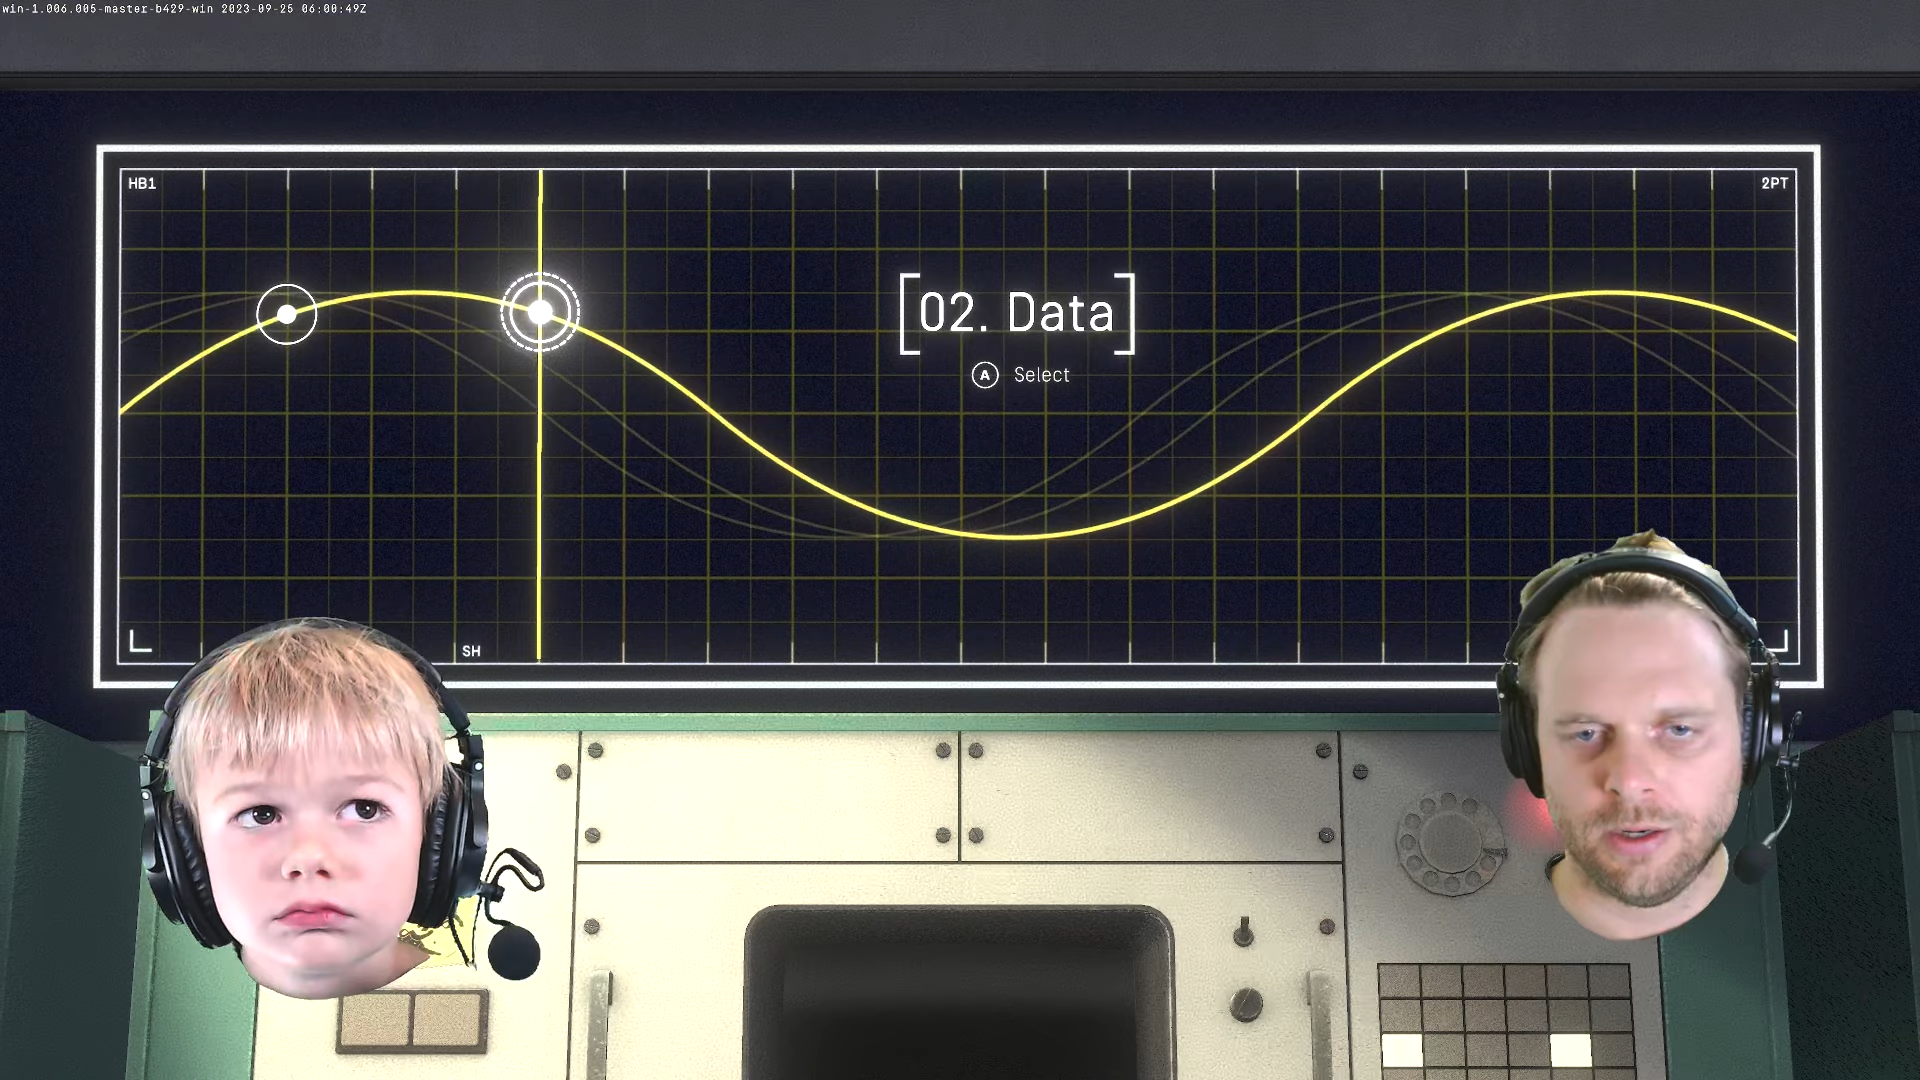 win-1.006.005-master-b429-win 2023-09-25 06:00:49Z
HB1
2PT
[02. Data]
A Select
SH